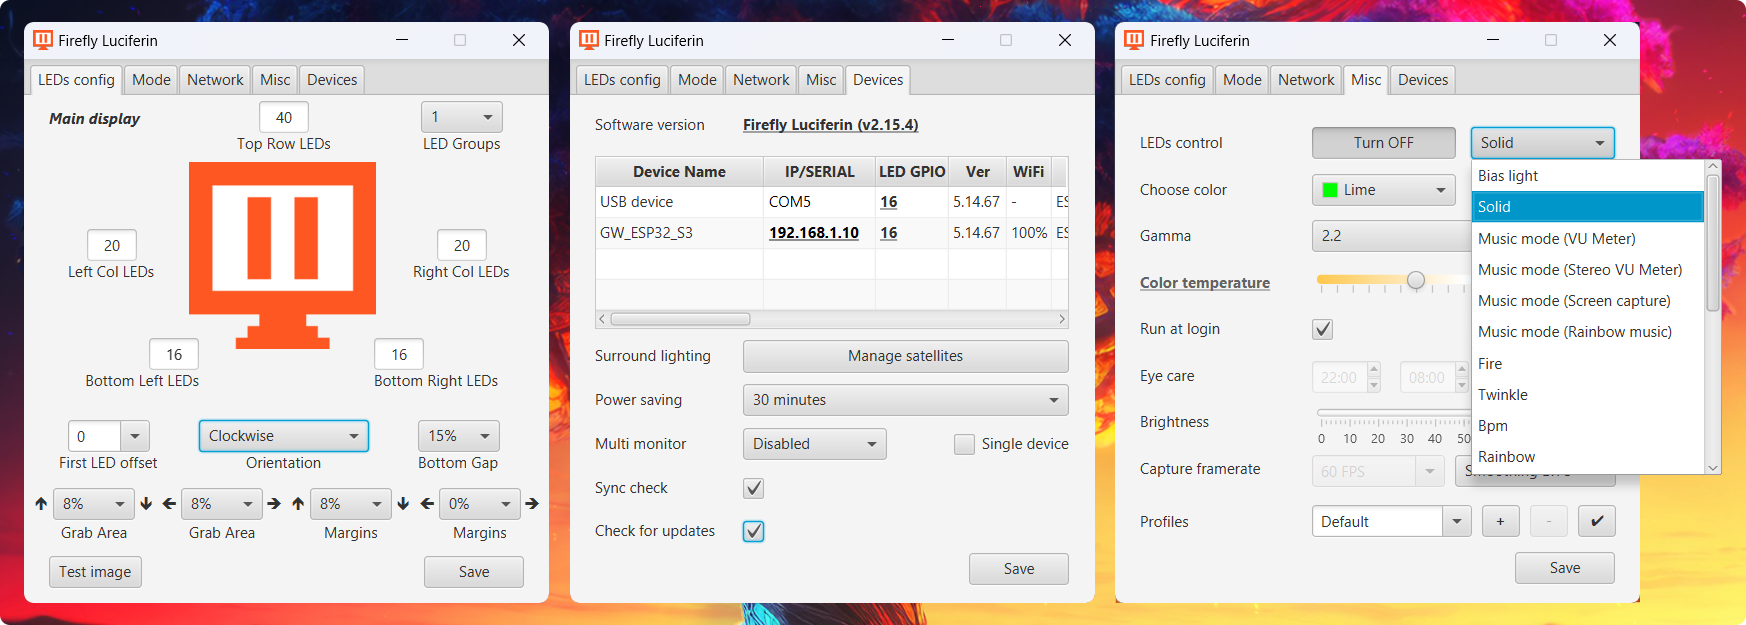 Firefly Luciferin
LEDs config Mode Network Misc Devices
Main display
40
Top Row LEDs
1
LED Groups
20
Left Col LEDs
20
Right Col LEDs
16
Bottom Left LEDs
16
Bottom Right LEDs
0
First LED offset
Clockwise
Orientation
15%
Bottom Gap
8%
Grab Area
8%
Grab Area
8%
Margins
0%
Margins
Test image
Save
Firefly Luciferin
LEDs config Mode Network Misc Devices
Software version Firefly Luciferin (v2.15.4)
Device Name IP/SERIAL LED GPIO Ver WiFi
USB device COM5 16 5.14.67 - ES
GW_ESP32_S3 192.168.1.10 16 5.14.67 100% ES
Surround lighting Manage satellites
Power saving 30 minutes
Multi monitor Disabled Single device
Sync check
Check for updates
Save
Firefly Luciferin
LEDs config Mode Network Misc Devices
LEDs control Turn OFF Solid
Choose color Lime
Gamma 2.2
Color temperature
Run at login
Eye care 22:00 08:00
Brightness
0 10 20 30 40 50
Capture framerate 60 FPS
Profiles Default + -
Save
Bias light
Solid
Music mode (VU Meter)
Music mode (Stereo VU Meter)
Music mode (Screen capture)
Music mode (Rainbow music)
Fire
Twinkle
Bpm
Rainbow